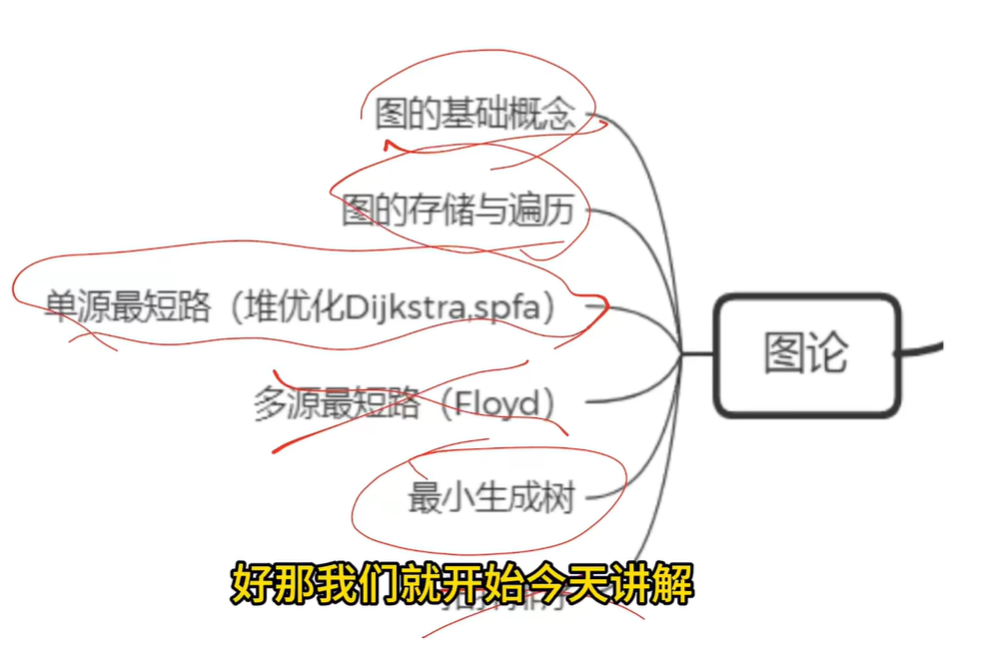 图的基础概念
图的存储与遍历
单源最短路（堆优化Dijkstra,spfa）
图论
多源最短路（Floyd）
最小生成树
好那我们就开始今天讲解